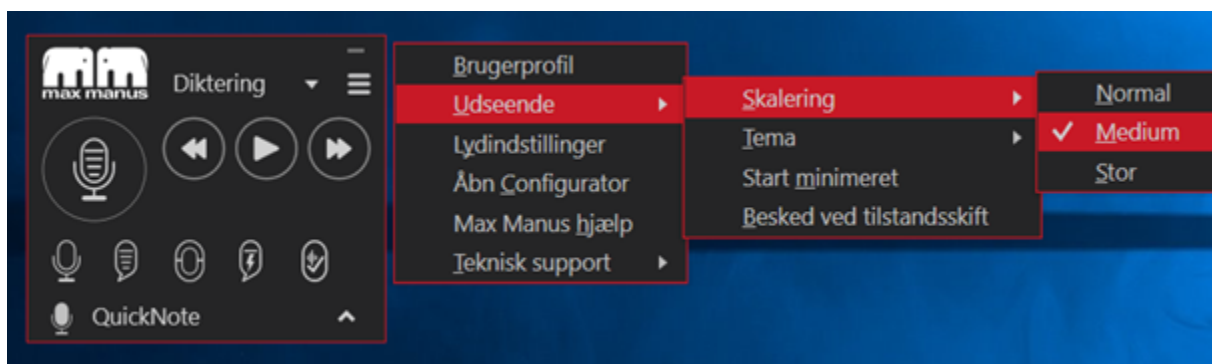 max manus
Diktering
QuickNote
Brugerprofil
Udseende
Lydindstillinger
Åbn Configurator
Max Manus hjælp
Teknisk support
Skalering
Tema
Start minimeret
Besked ved tilstandsskift
Normal
Medium
Stor